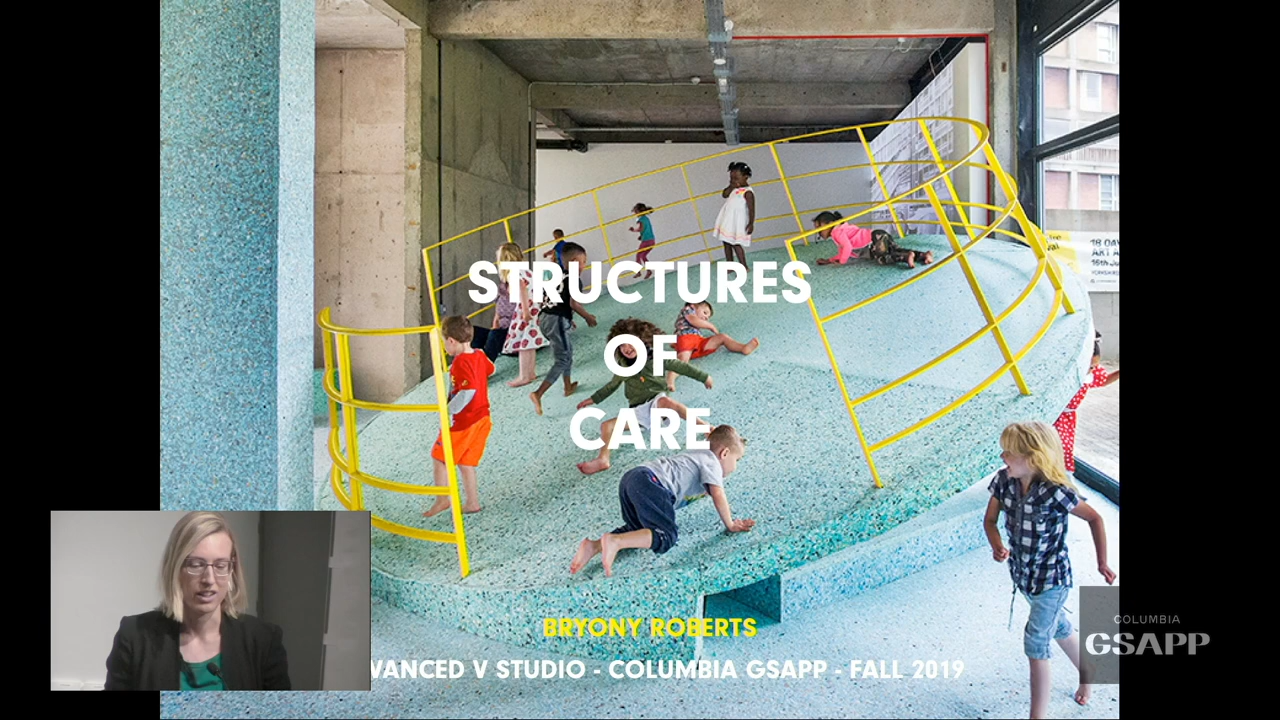 STRUCTURES
OF
CARE
BRYONY ROBERTS
VANCED V STUDIO - COLUMBIA GSAPP - FALL 2019
COLUMBIA
GSAPP